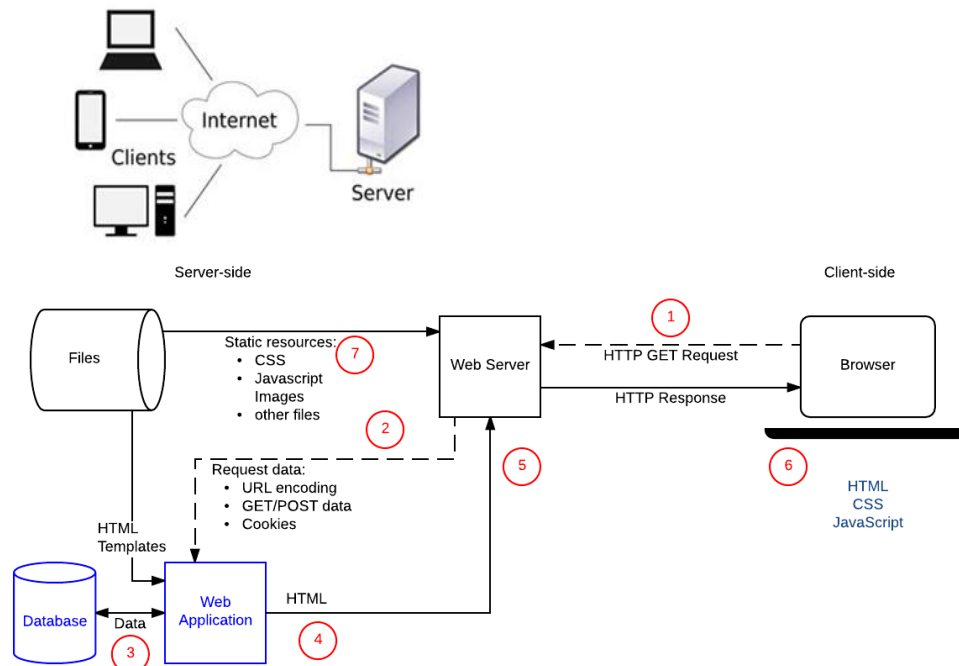 Internet
Clients
Server
Server-side
Client-side
1
Files
Static resources:
• CSS
• Javascript
Images
• other files
7
Web Server
HTTP GET Request
Browser
HTTP Response
2
Request data:
• URL encoding
• GET/POST data
• Cookies
5
6
HTML
CSS
JavaScript
HTML
Templates
Database
Data
3
Web
Application
HTML
4